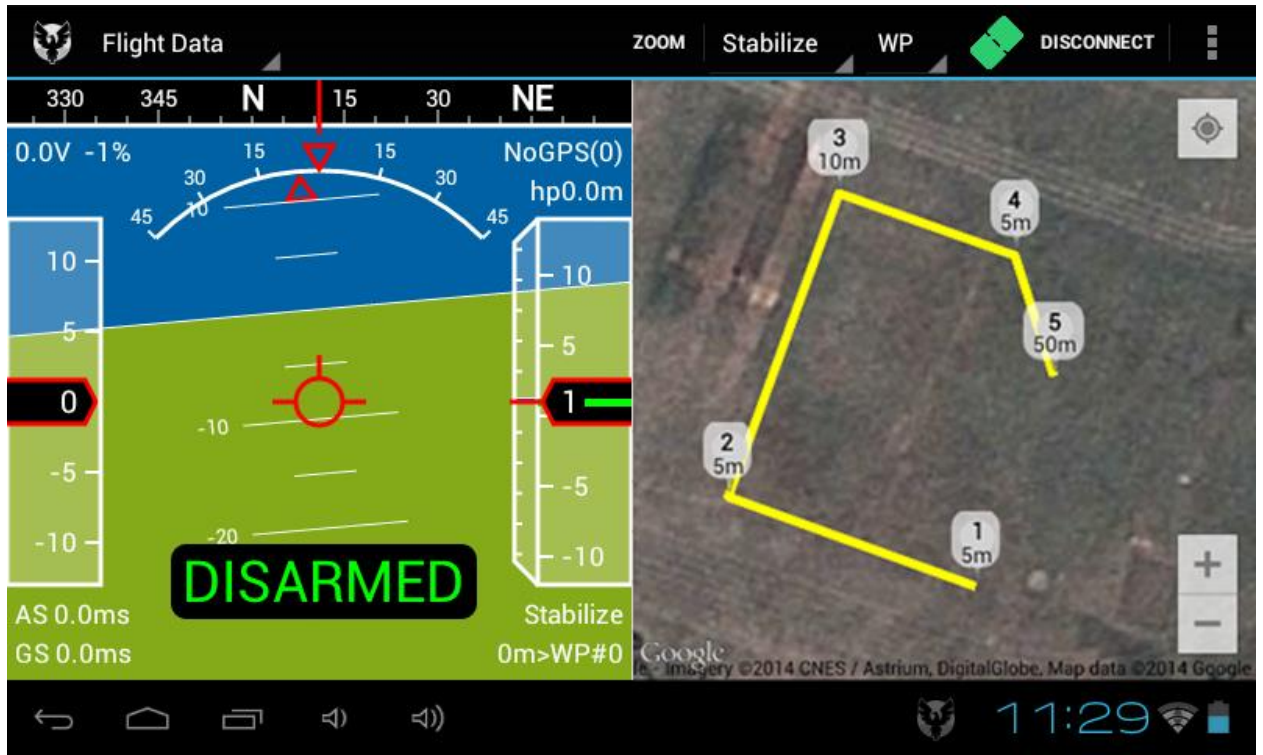 Flight Data
ZOOM
Stabilize
WP
DISCONNECT
330 345 N 15 30 NE
0.0V -1%
NoGPS(0)
hp0.0m
45 30 15 15 30 45
10
-10
-20
10
5
0
-5
-10
10
5
1
-5
-10
DISARMED
AS 0.0ms
GS 0.0ms
Stabilize
0m>WP#0
3
10m
4
5m
5
50m
2
5m
1
5m
+
−
Google
e - Imagery ©2014 CNES / Astrium, DigitalGlobe, Map data ©2014 Google
11:29